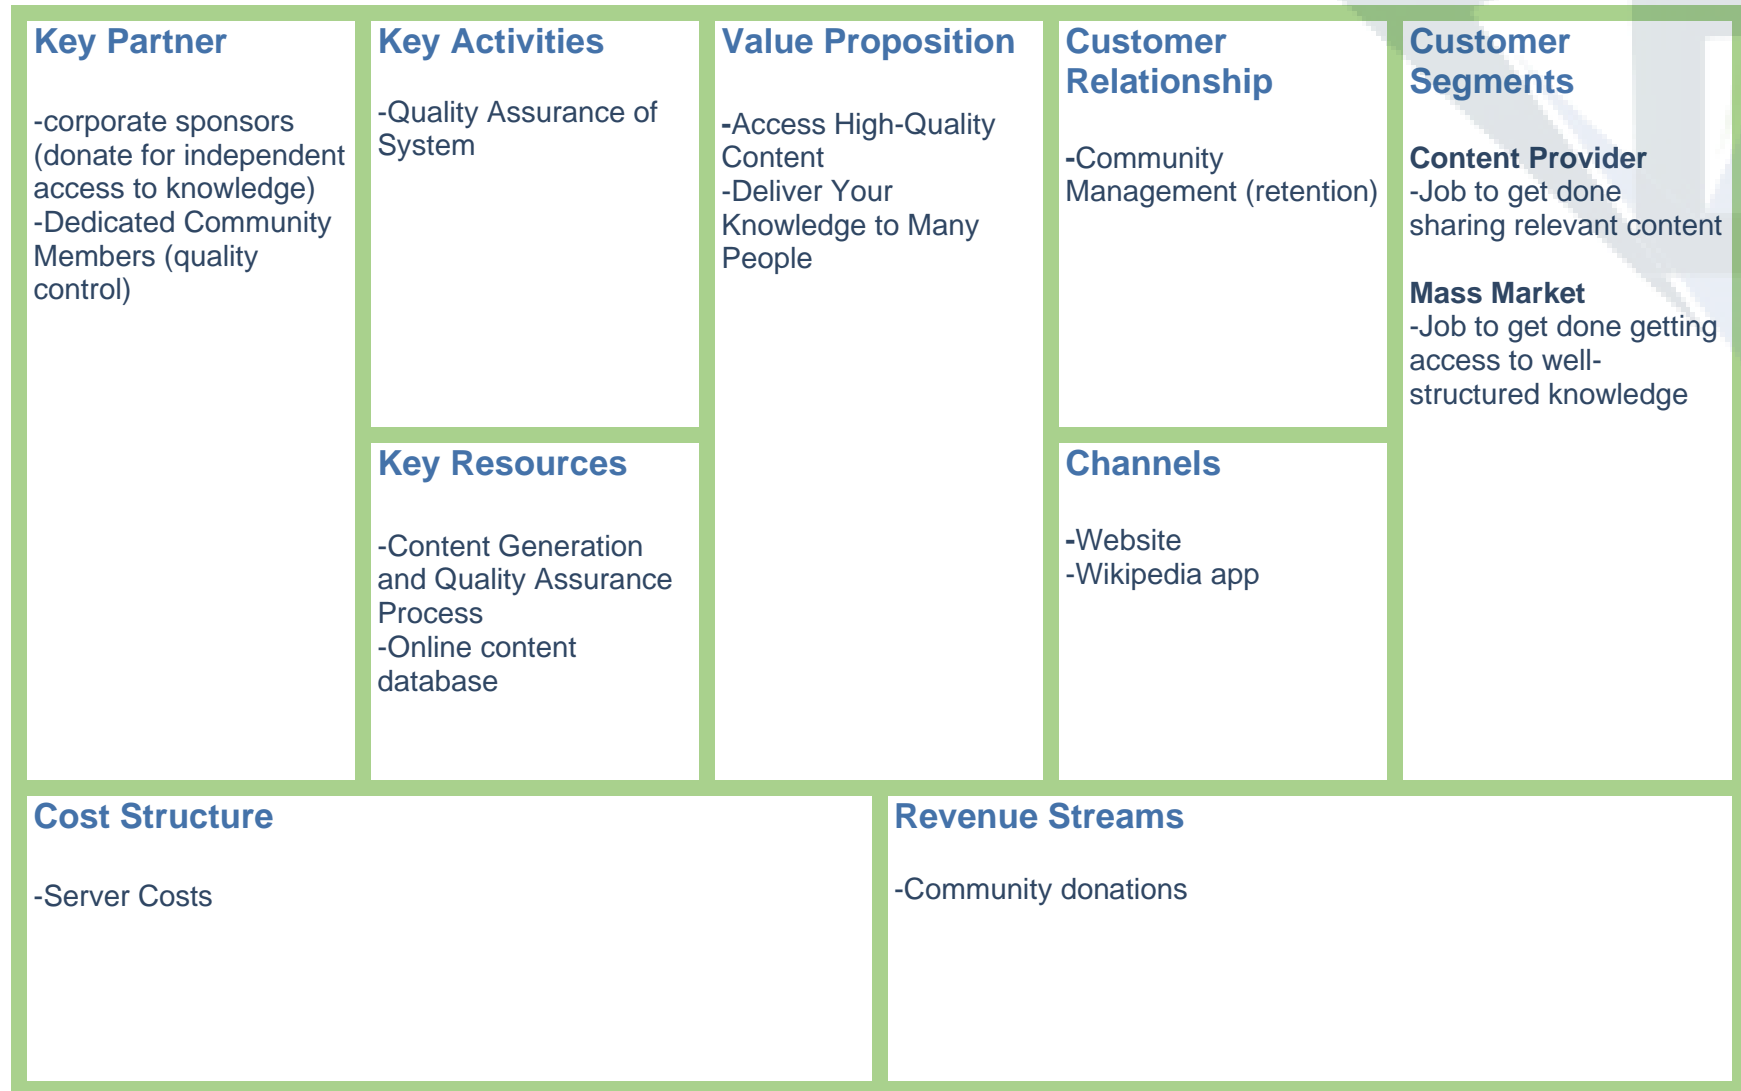 Key Partner
-corporate sponsors
(donate for independent
access to knowledge)
-Dedicated Community
Members (quality
control)
Key Activities
-Quality Assurance of
System
Key Resources
-Content Generation
and Quality Assurance
Process
-Online content
database
Value Proposition
-Access High-Quality
Content
-Deliver Your
Knowledge to Many
People
Customer
Relationship
-Community
Management (retention)
Channels
-Website
-Wikipedia app
Customer
Segments
Content Provider
-Job to get done
sharing relevant content
Mass Market
-Job to get done getting
access to well-
structured knowledge
Cost Structure
-Server Costs
Revenue Streams
-Community donations